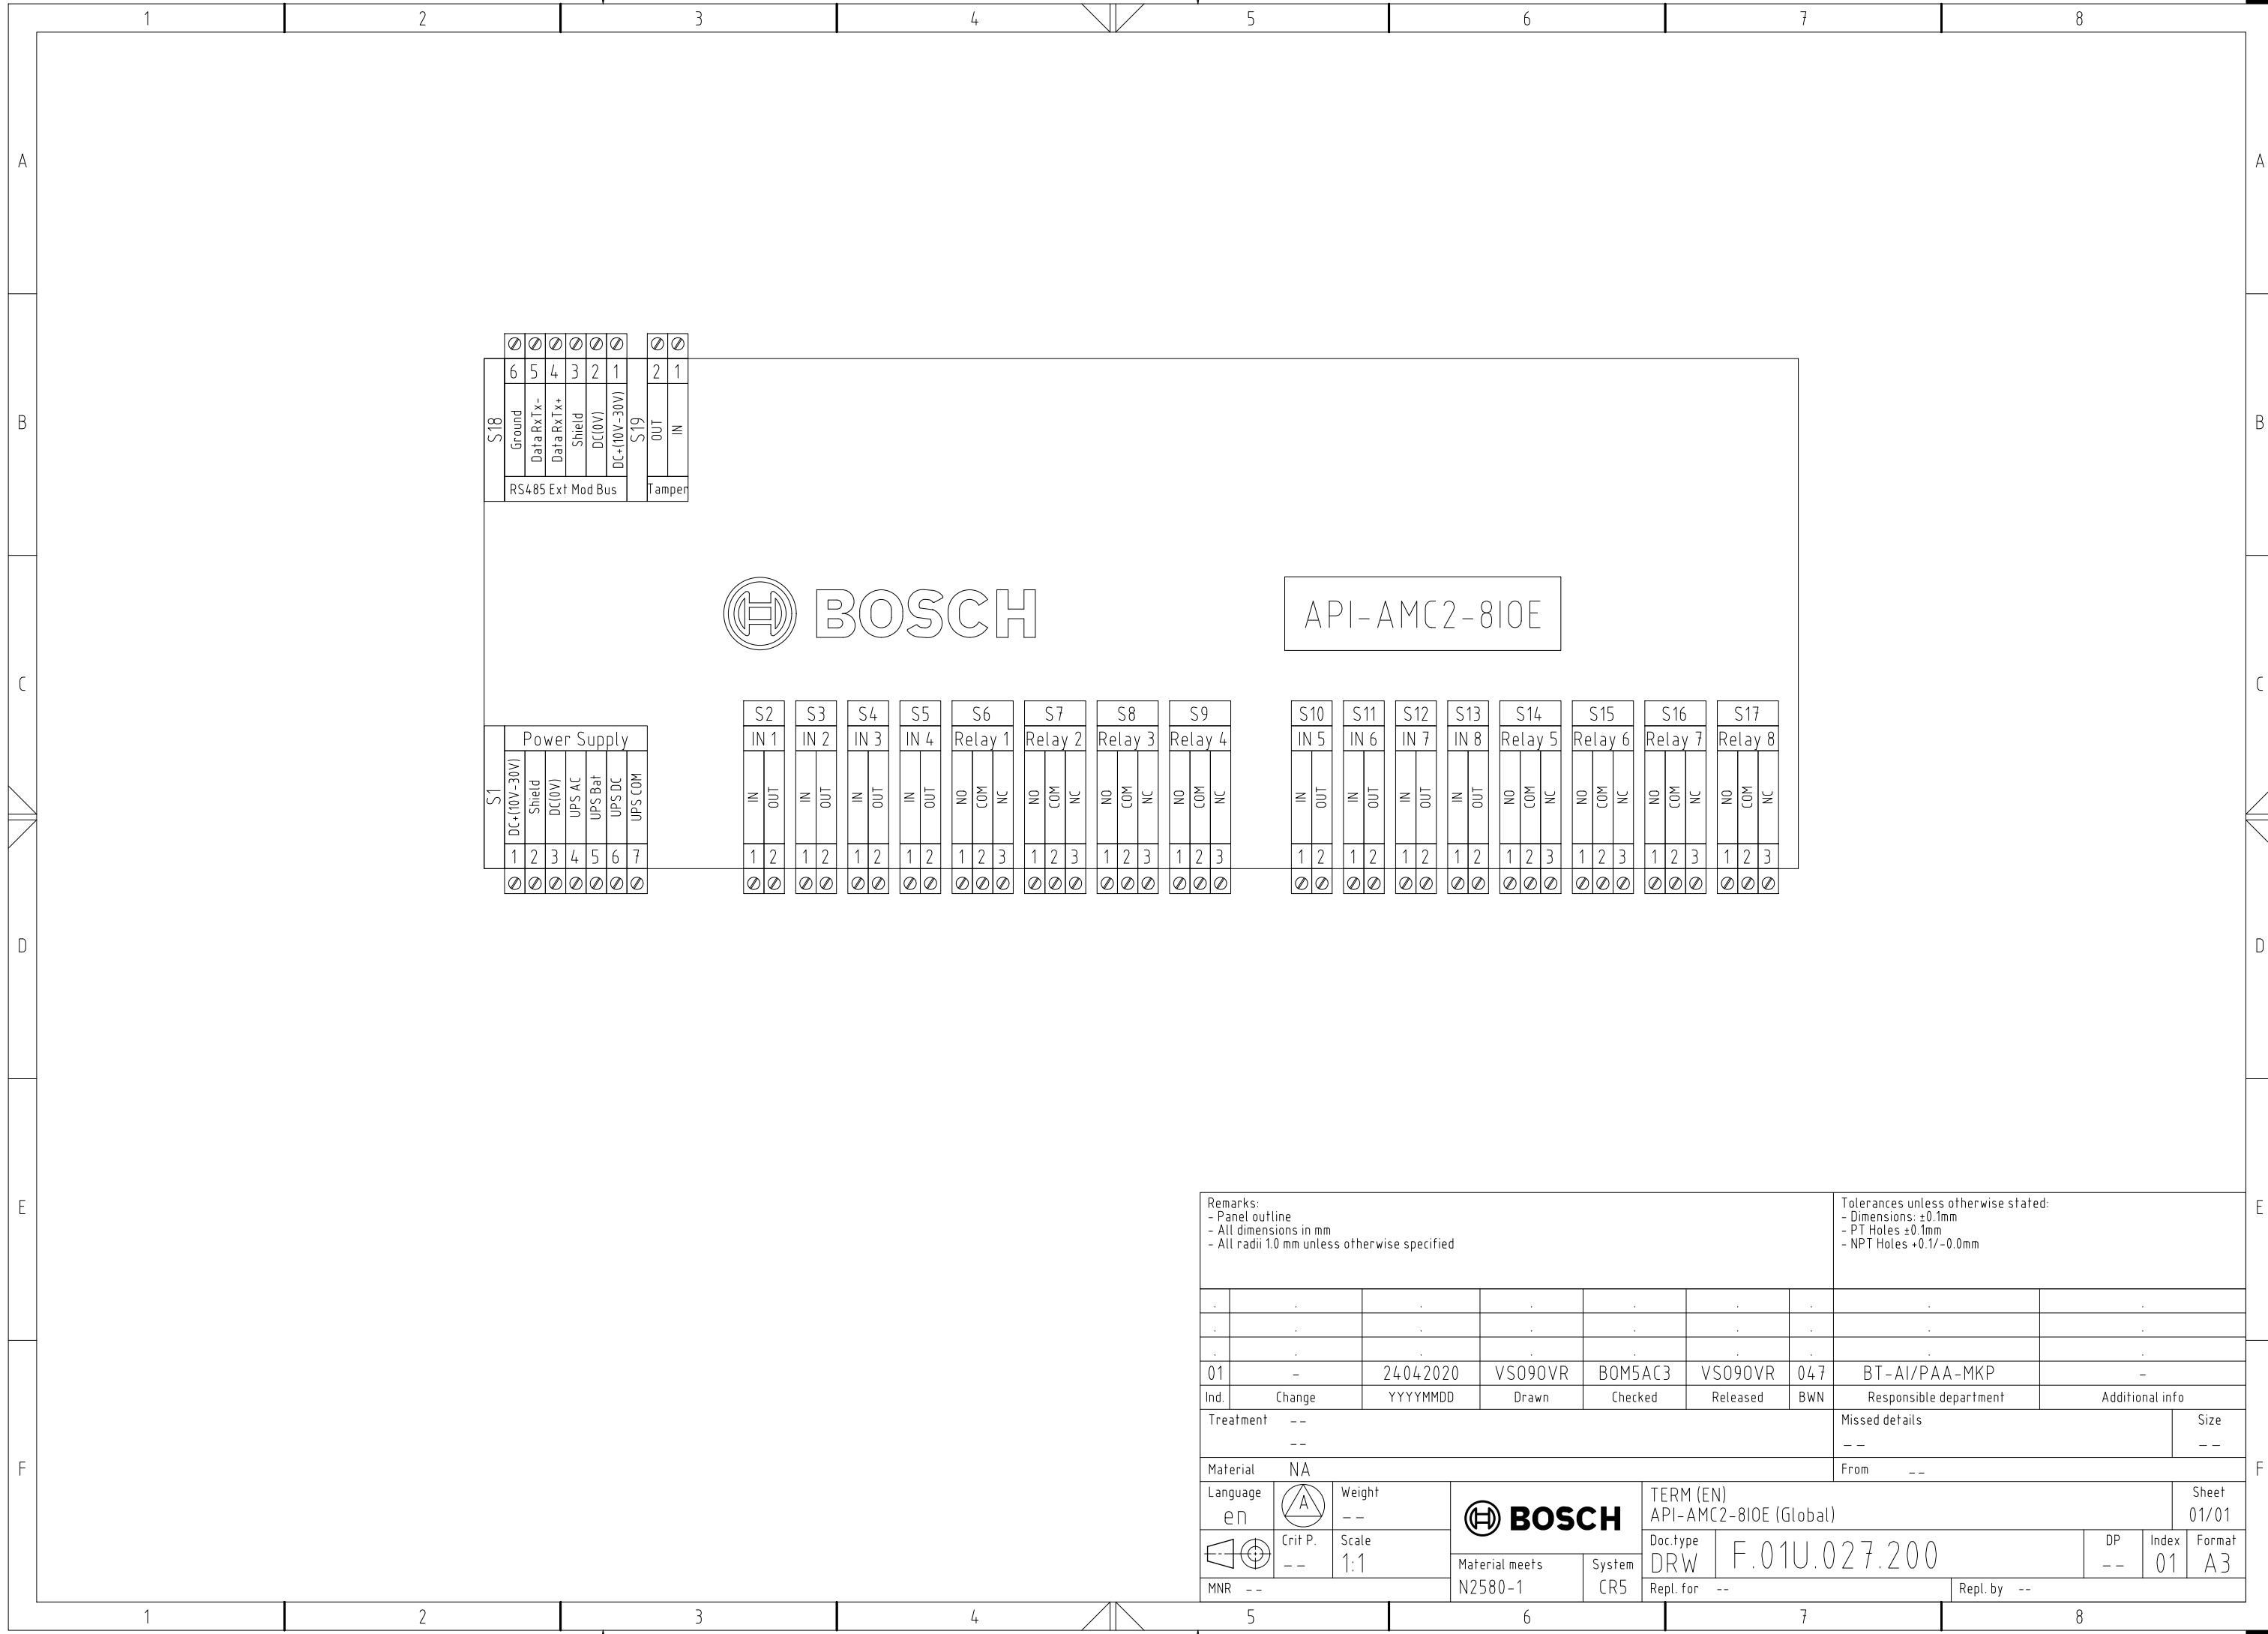 1 2 3 4 5 6 7 8
A A
B B
C C
D D
E E
F F
S18
6 5 4 3 2 1
Ground
Data RxTx-
Data RxTx+
Shield
DC(0V)
DC+(10V-30V)
RS485 Ext Mod Bus
S19
2 1
OUT
IN
Tamper
BOSCH
API-AMC2-8IOE
S1
Power Supply
DC+(10V-30V)
Shield
DC(0V)
UPS AC
UPS Bat
UPS DC
UPS COM
1 2 3 4 5 6 7
S2
IN 1
IN OUT
1 2
S3
IN 2
IN OUT
1 2
S4
IN 3
IN OUT
1 2
S5
IN 4
IN OUT
1 2
S6
Relay 1
NO COM NC
1 2 3
S7
Relay 2
NO COM NC
1 2 3
S8
Relay 3
NO COM NC
1 2 3
S9
Relay 4
NO COM NC
1 2 3
S10
IN 5
IN OUT
1 2
S11
IN 6
IN OUT
1 2
S12
IN 7
IN OUT
1 2
S13
IN 8
IN OUT
1 2
S14
Relay 5
NO COM NC
1 2 3
S15
Relay 6
NO COM NC
1 2 3
S16
Relay 7
NO COM NC
1 2 3
S17
Relay 8
NO COM NC
1 2 3
Remarks:
- Panel outline
- All dimensions in mm
- All radii 1.0 mm unless otherwise specified
Tolerances unless otherwise stated:
- Dimensions: ±0.1mm
- PT Holes ±0.1mm
- NPT Holes +0.1/-0.0mm
. . . . . . . . .
. . . . . . . . .
. . . . . . . . .
01 - 24042020 VSO9OVR BOM5AC3 VSO9OVR 047 BT-AI/PAA-MKP -
Ind. Change YYYYMMDD Drawn Checked Released BWN Responsible department Additional info
Treatment --
--
Missed details
--
Size
--
Material NA
From --
Language
en
A
Weight
--
BOSCH
TERM (EN)
API-AMC2-8IOE (Global)
Sheet
01/01
Crit P.
--
Scale
1:1
Material meets
N2580-1
System
CR5
Doc.type
DRW
F.01U.027.200
DP
--
Index
01
Format
A3
MNR --
Repl. for --
Repl. by --
1 2 3 4 5 6 7 8